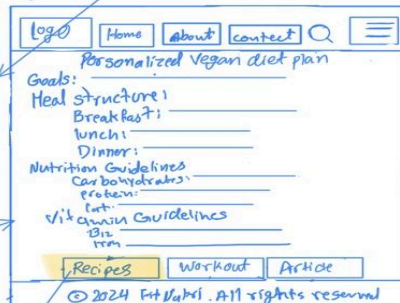 Logo Home About contect
Personalized Vegan diet plan
Goals:
Meal structure:
Breakfast:
lunch:
Dinner:
Nutrition Guidelines
Carbohydrates:
protein:
Fat:
vitamin Guidelines
B12
Iron
Recipes Workout Article
© 2024 FitNabri. All rights reserved